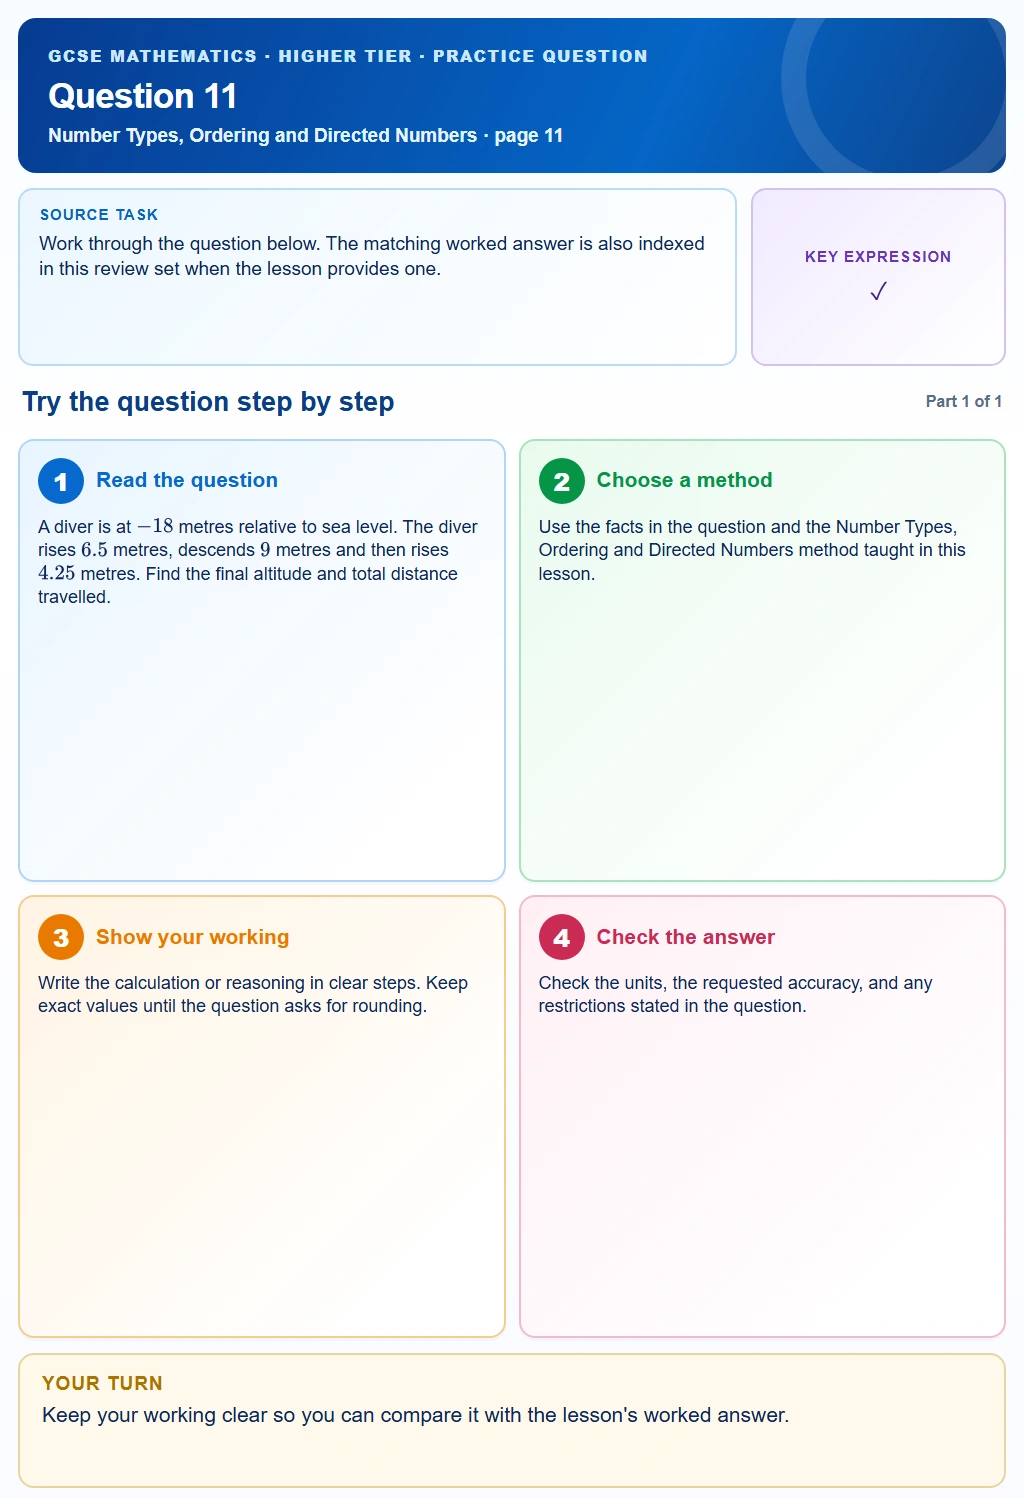 GCSE MATHEMATICS · HIGHER TIER · PRACTICE QUESTION
Question 11
Number Types, Ordering and Directed Numbers · page 11
SOURCE TASK
Work through the question below. The matching worked answer is also indexed
in this review set when the lesson provides one.
KEY EXPRESSION
✓
Try the question step by step
Part 1 of 1
1 Read the question
A diver is at −18 metres relative to sea level. The diver
rises 6.5 metres, descends 9 metres and then rises
4.25 metres. Find the final altitude and total distance
travelled.
2 Choose a method
Use the facts in the question and the Number Types,
Ordering and Directed Numbers method taught in this
lesson.
3 Show your working
Write the calculation or reasoning in clear steps. Keep
exact values until the question asks for rounding.
4 Check the answer
Check the units, the requested accuracy, and any
restrictions stated in the question.
YOUR TURN
Keep your working clear so you can compare it with the lesson's worked answer.